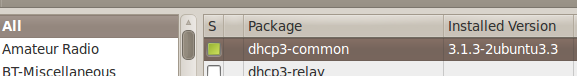 All S Package Installed Version
Amateur Radio dhcp3-common 3.1.3-2ubuntu3.3
BT-Miscellaneous dhcp3-relay